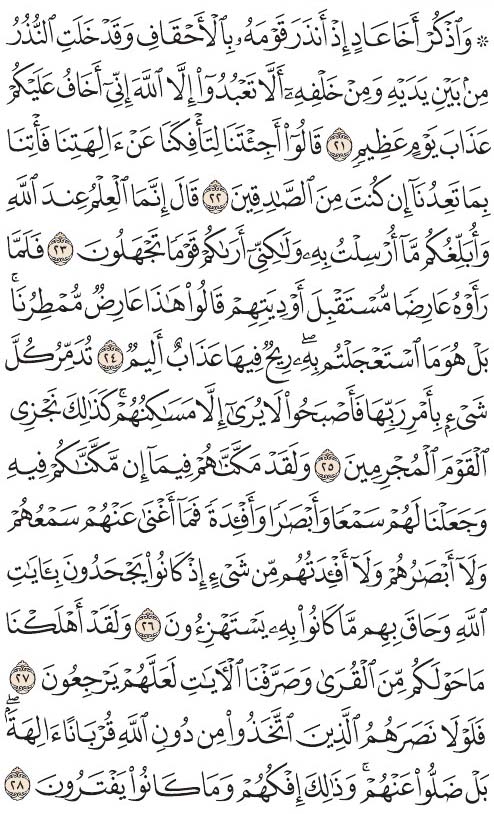 ۞ وَٱذْكُرْ أَخَا عَادٍ إِذْ أَنذَرَ قَوْمَهُۥ بِٱلْأَحْقَافِ وَقَدْ خَلَتِ ٱلنُّذُرُ
مِنۢ بَيْنِ يَدَيْهِ وَمِنْ خَلْفِهِۦٓ أَلَّا تَعْبُدُوٓا۟ إِلَّا ٱللَّهَ إِنِّىٓ أَخَافُ عَلَيْكُمْ
عَذَابَ يَوْمٍ عَظِيمٍ ٢١ قَالُوٓا۟ أَجِئْتَنَا لِتَأْفِكَنَا عَنْ ءَالِهَتِنَا فَأْتِنَا
بِمَا تَعِدُنَآ إِن كُنتَ مِنَ ٱلصَّـٰدِقِينَ ٢٢ قَالَ إِنَّمَا ٱلْعِلْمُ عِندَ ٱللَّهِ
وَأُبَلِّغُكُم مَّآ أُرْسِلْتُ بِهِۦ وَلَـٰكِنِّىٓ أَرَىٰكُمْ قَوْمًا تَجْهَلُونَ ٢٣ فَلَمَّا
رَأَوْهُ عَارِضًا مُّسْتَقْبِلَ أَوْدِيَتِهِمْ قَالُوا۟ هَـٰذَا عَارِضٌ مُّمْطِرُنَا ۚ
بَلْ هُوَ مَا ٱسْتَعْجَلْتُم بِهِۦ ۖ رِيحٌ فِيهَا عَذَابٌ أَلِيمٌ ٢٤ تُدَمِّرُ كُلَّ
شَىْءٍۭ بِأَمْرِ رَبِّهَا فَأَصْبَحُوا۟ لَا يُرَىٰٓ إِلَّا مَسَـٰكِنُهُمْ ۚ كَذَٰلِكَ نَجْزِى
ٱلْقَوْمَ ٱلْمُجْرِمِينَ ٢٥ وَلَقَدْ مَكَّنَّـٰهُمْ فِيمَآ إِن مَّكَّنَّـٰكُمْ فِيهِ
وَجَعَلْنَا لَهُمْ سَمْعًا وَأَبْصَـٰرًا وَأَفْـِٔدَةً فَمَآ أَغْنَىٰ عَنْهُمْ سَمْعُهُمْ
وَلَآ أَبْصَـٰرُهُمْ وَلَآ أَفْـِٔدَتُهُم مِّن شَىْءٍ إِذْ كَانُوا۟ يَجْحَدُونَ بِـَٔايَـٰتِ
ٱللَّهِ وَحَاقَ بِهِم مَّا كَانُوا۟ بِهِۦ يَسْتَهْزِءُونَ ٢٦ وَلَقَدْ أَهْلَكْنَا
مَا حَوْلَكُم مِّنَ ٱلْقُرَىٰ وَصَرَّفْنَا ٱلْـَٔايَـٰتِ لَعَلَّهُمْ يَرْجِعُونَ ٢٧
فَلَوْلَا نَصَرَهُمُ ٱلَّذِينَ ٱتَّخَذُوا۟ مِن دُونِ ٱللَّهِ قُرْبَانًا ءَالِهَةًۢ ۖ
بَلْ ضَلُّوا۟ عَنْهُمْ ۚ وَذَٰلِكَ إِفْكُهُمْ وَمَا كَانُوا۟ يَفْتَرُونَ ٢٨